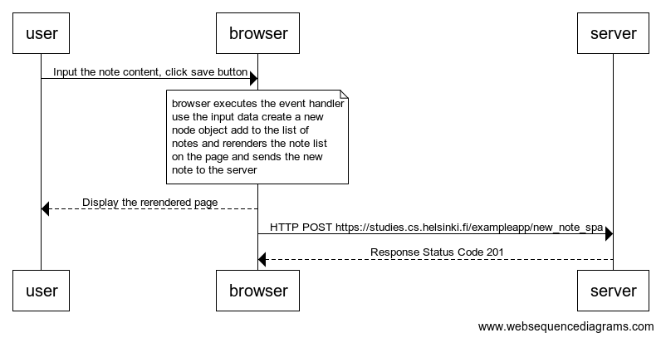 user browser server
Input the note content, click save button
browser executes the event handler
use the input data create a new
node object add to the list of
notes and rerenders the note list
on the page and sends the new
note to the server
Display the rerendered page
HTTP POST https://studies.cs.helsinki.fi/exampleapp/new_note_spa
Response Status Code 201
user browser server
www.websequencediagrams.com